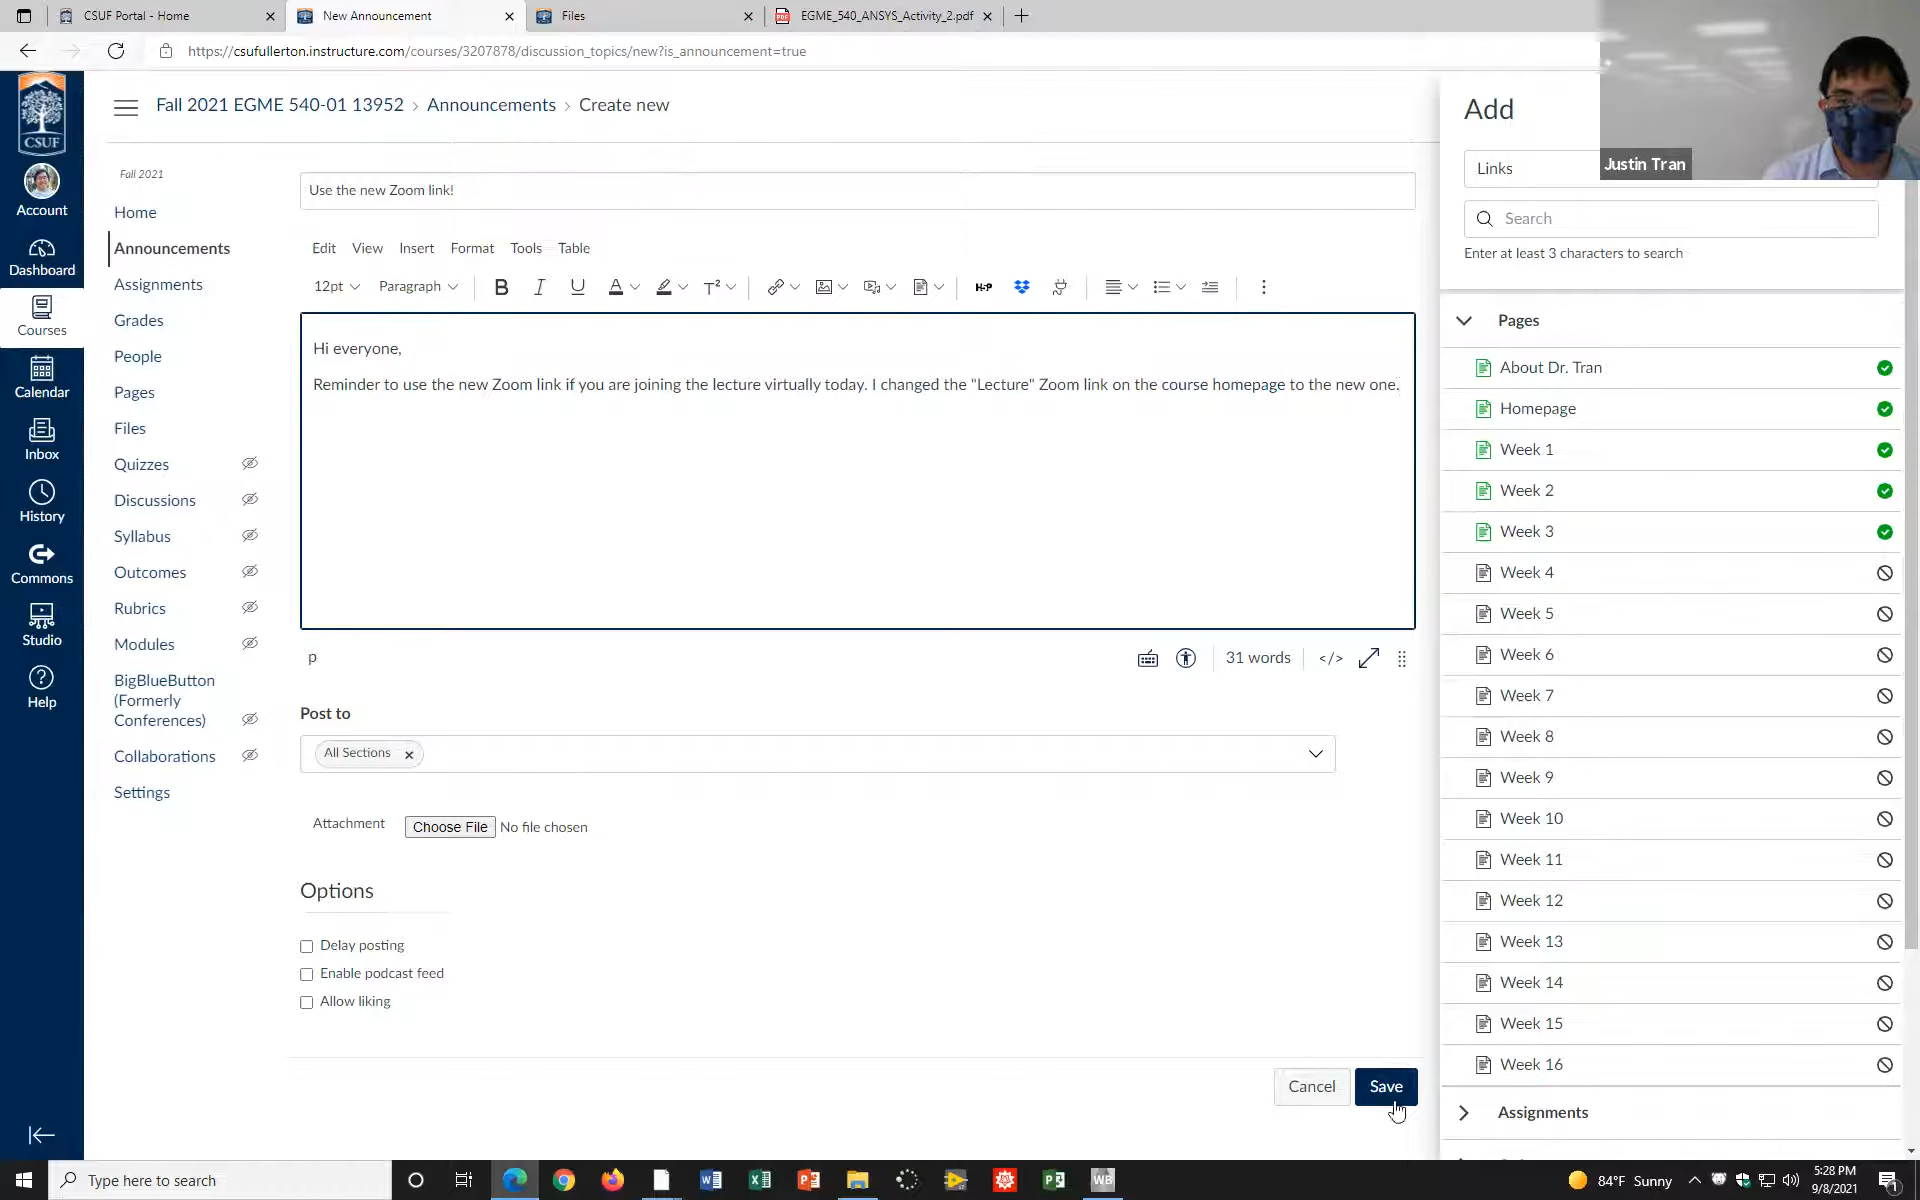 CSUF Portal - Home
New Announcement
Files
EGME_540_ANSYS_Activity_2.pdf
https://csufullerton.instructure.com/courses/3207878/discussion_topics/new?is_announcement=true
CSUF
Account
Dashboard
Courses
Calendar
Inbox
History
Commons
Studio
Help
Fall 2021 EGME 540-01 13952 › Announcements › Create new
Fall 2021
Home
Announcements
Assignments
Grades
People
Pages
Files
Quizzes
Discussions
Syllabus
Outcomes
Rubrics
Modules
BigBlueButton
(Formerly
Conferences)
Collaborations
Settings
Use the new Zoom link!
Edit View Insert Format Tools Table
12pt Paragraph B I U A T² H-P
Hi everyone,
Reminder to use the new Zoom link if you are joining the lecture virtually today. I changed the "Lecture" Zoom link on the course homepage to the new one.
p
31 words </>
Post to
All Sections
Attachment Choose File No file chosen
Options
Delay posting
Enable podcast feed
Allow liking
Cancel Save
Add
Justin Tran
Links
Search
Enter at least 3 characters to search
Pages
About Dr. Tran
Homepage
Week 1
Week 2
Week 3
Week 4
Week 5
Week 6
Week 7
Week 8
Week 9
Week 10
Week 11
Week 12
Week 13
Week 14
Week 15
Week 16
Assignments
Type here to search
WB
84°F Sunny
5:28 PM
9/8/2021
1